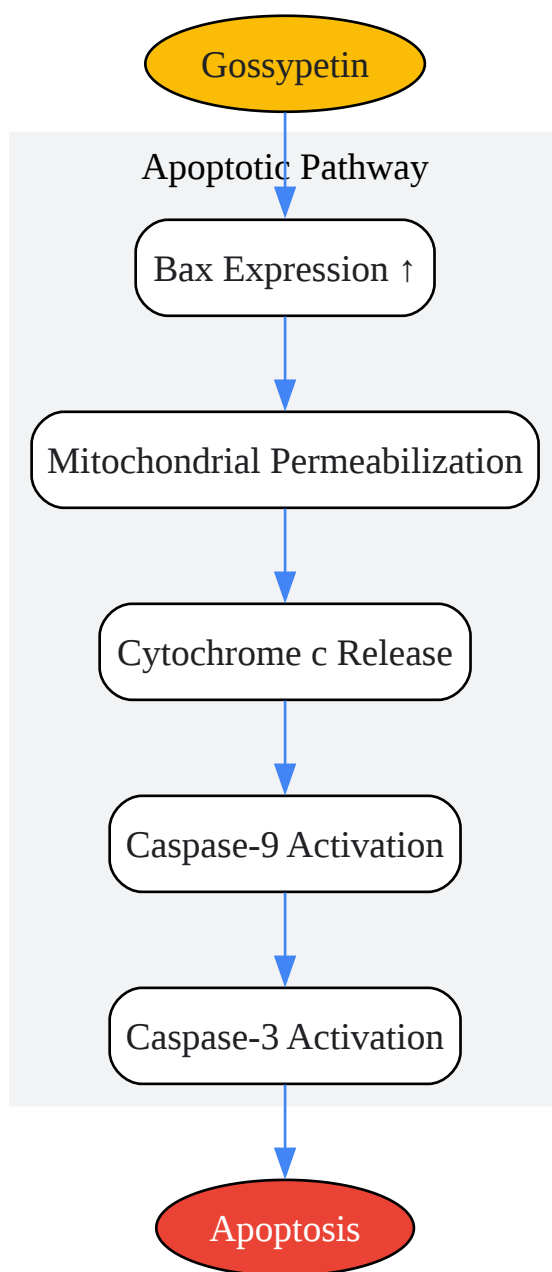 Gossypetin
Apoptotic Pathway
Bax Expression ↑
Mitochondrial Permeabilization
Cytochrome c Release
Caspase-9 Activation
Caspase-3 Activation
Apoptosis